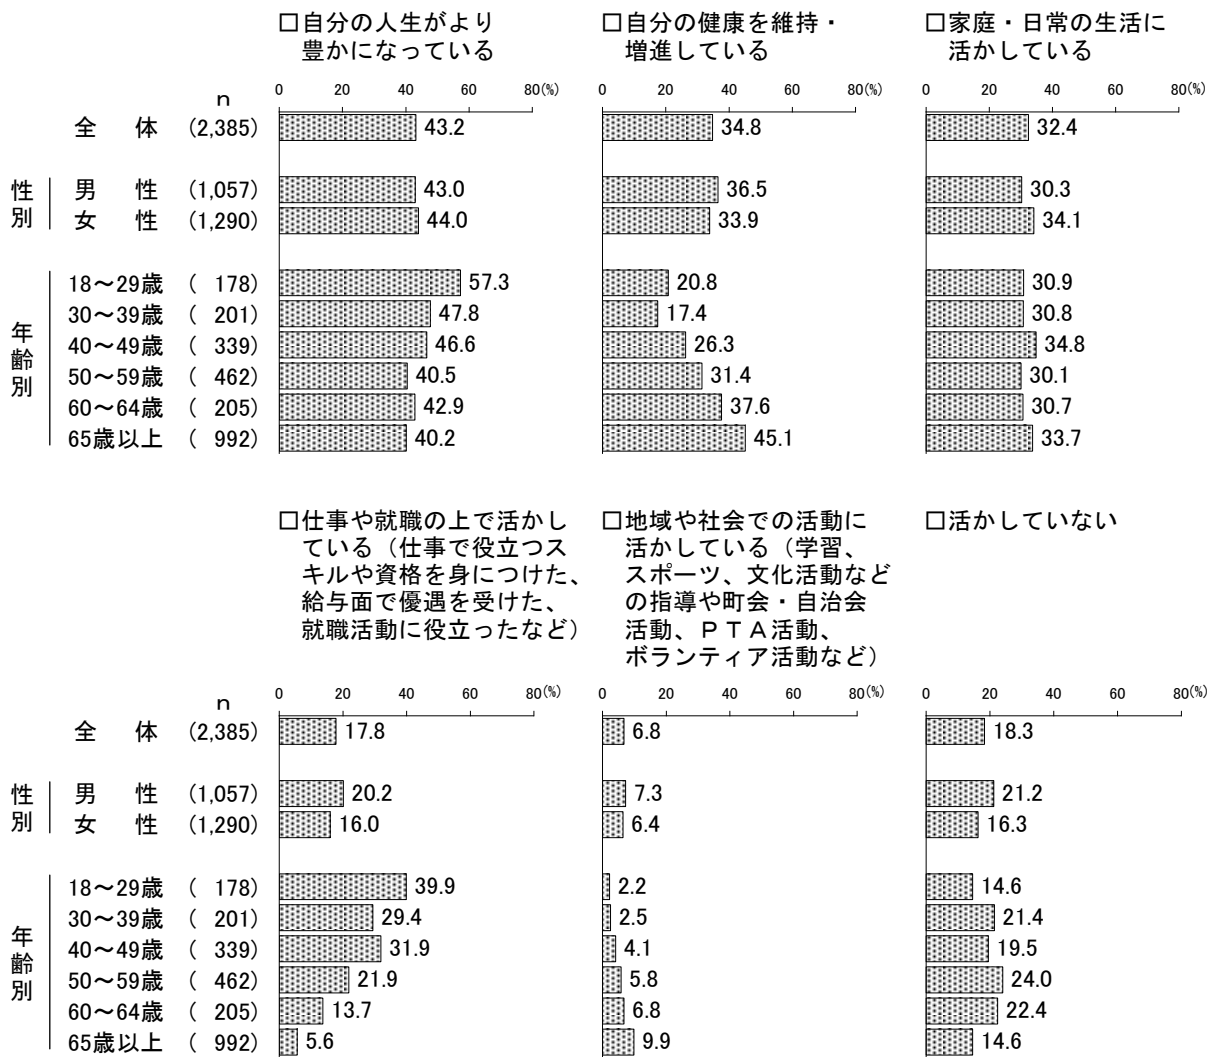 □自分の人生がより
豊かになっている
□自分の健康を維持・
増進している
□家庭・日常の生活に
活かしている
n
0 20 40 60 80(%)
0 20 40 60 80(%)
0 20 40 60 80(%)
全 体 (2,385) 43.2 34.8 32.4
性別
男 性 (1,057) 43.0 36.5 30.3
女 性 (1,290) 44.0 33.9 34.1
年齢別
18～29歳 ( 178) 57.3 20.8 30.9
30～39歳 ( 201) 47.8 17.4 30.8
40～49歳 ( 339) 46.6 26.3 34.8
50～59歳 ( 462) 40.5 31.4 30.1
60～64歳 ( 205) 42.9 37.6 30.7
65歳以上 ( 992) 40.2 45.1 33.7
□仕事や就職の上で活かし
ている（仕事で役立つス
キルや資格を身につけた、
給与面で優遇を受けた、
就職活動に役立ったなど）
□地域や社会での活動に
活かしている（学習、
スポーツ、文化活動など
の指導や町会・自治会
活動、ＰＴＡ活動、
ボランティア活動など）
□活かしていない
n
0 20 40 60 80(%)
0 20 40 60 80(%)
0 20 40 60 80(%)
全 体 (2,385) 17.8 6.8 18.3
性別
男 性 (1,057) 20.2 7.3 21.2
女 性 (1,290) 16.0 6.4 16.3
年齢別
18～29歳 ( 178) 39.9 2.2 14.6
30～39歳 ( 201) 29.4 2.5 21.4
40～49歳 ( 339) 31.9 4.1 19.5
50～59歳 ( 462) 21.9 5.8 24.0
60～64歳 ( 205) 13.7 6.8 22.4
65歳以上 ( 992) 5.6 9.9 14.6